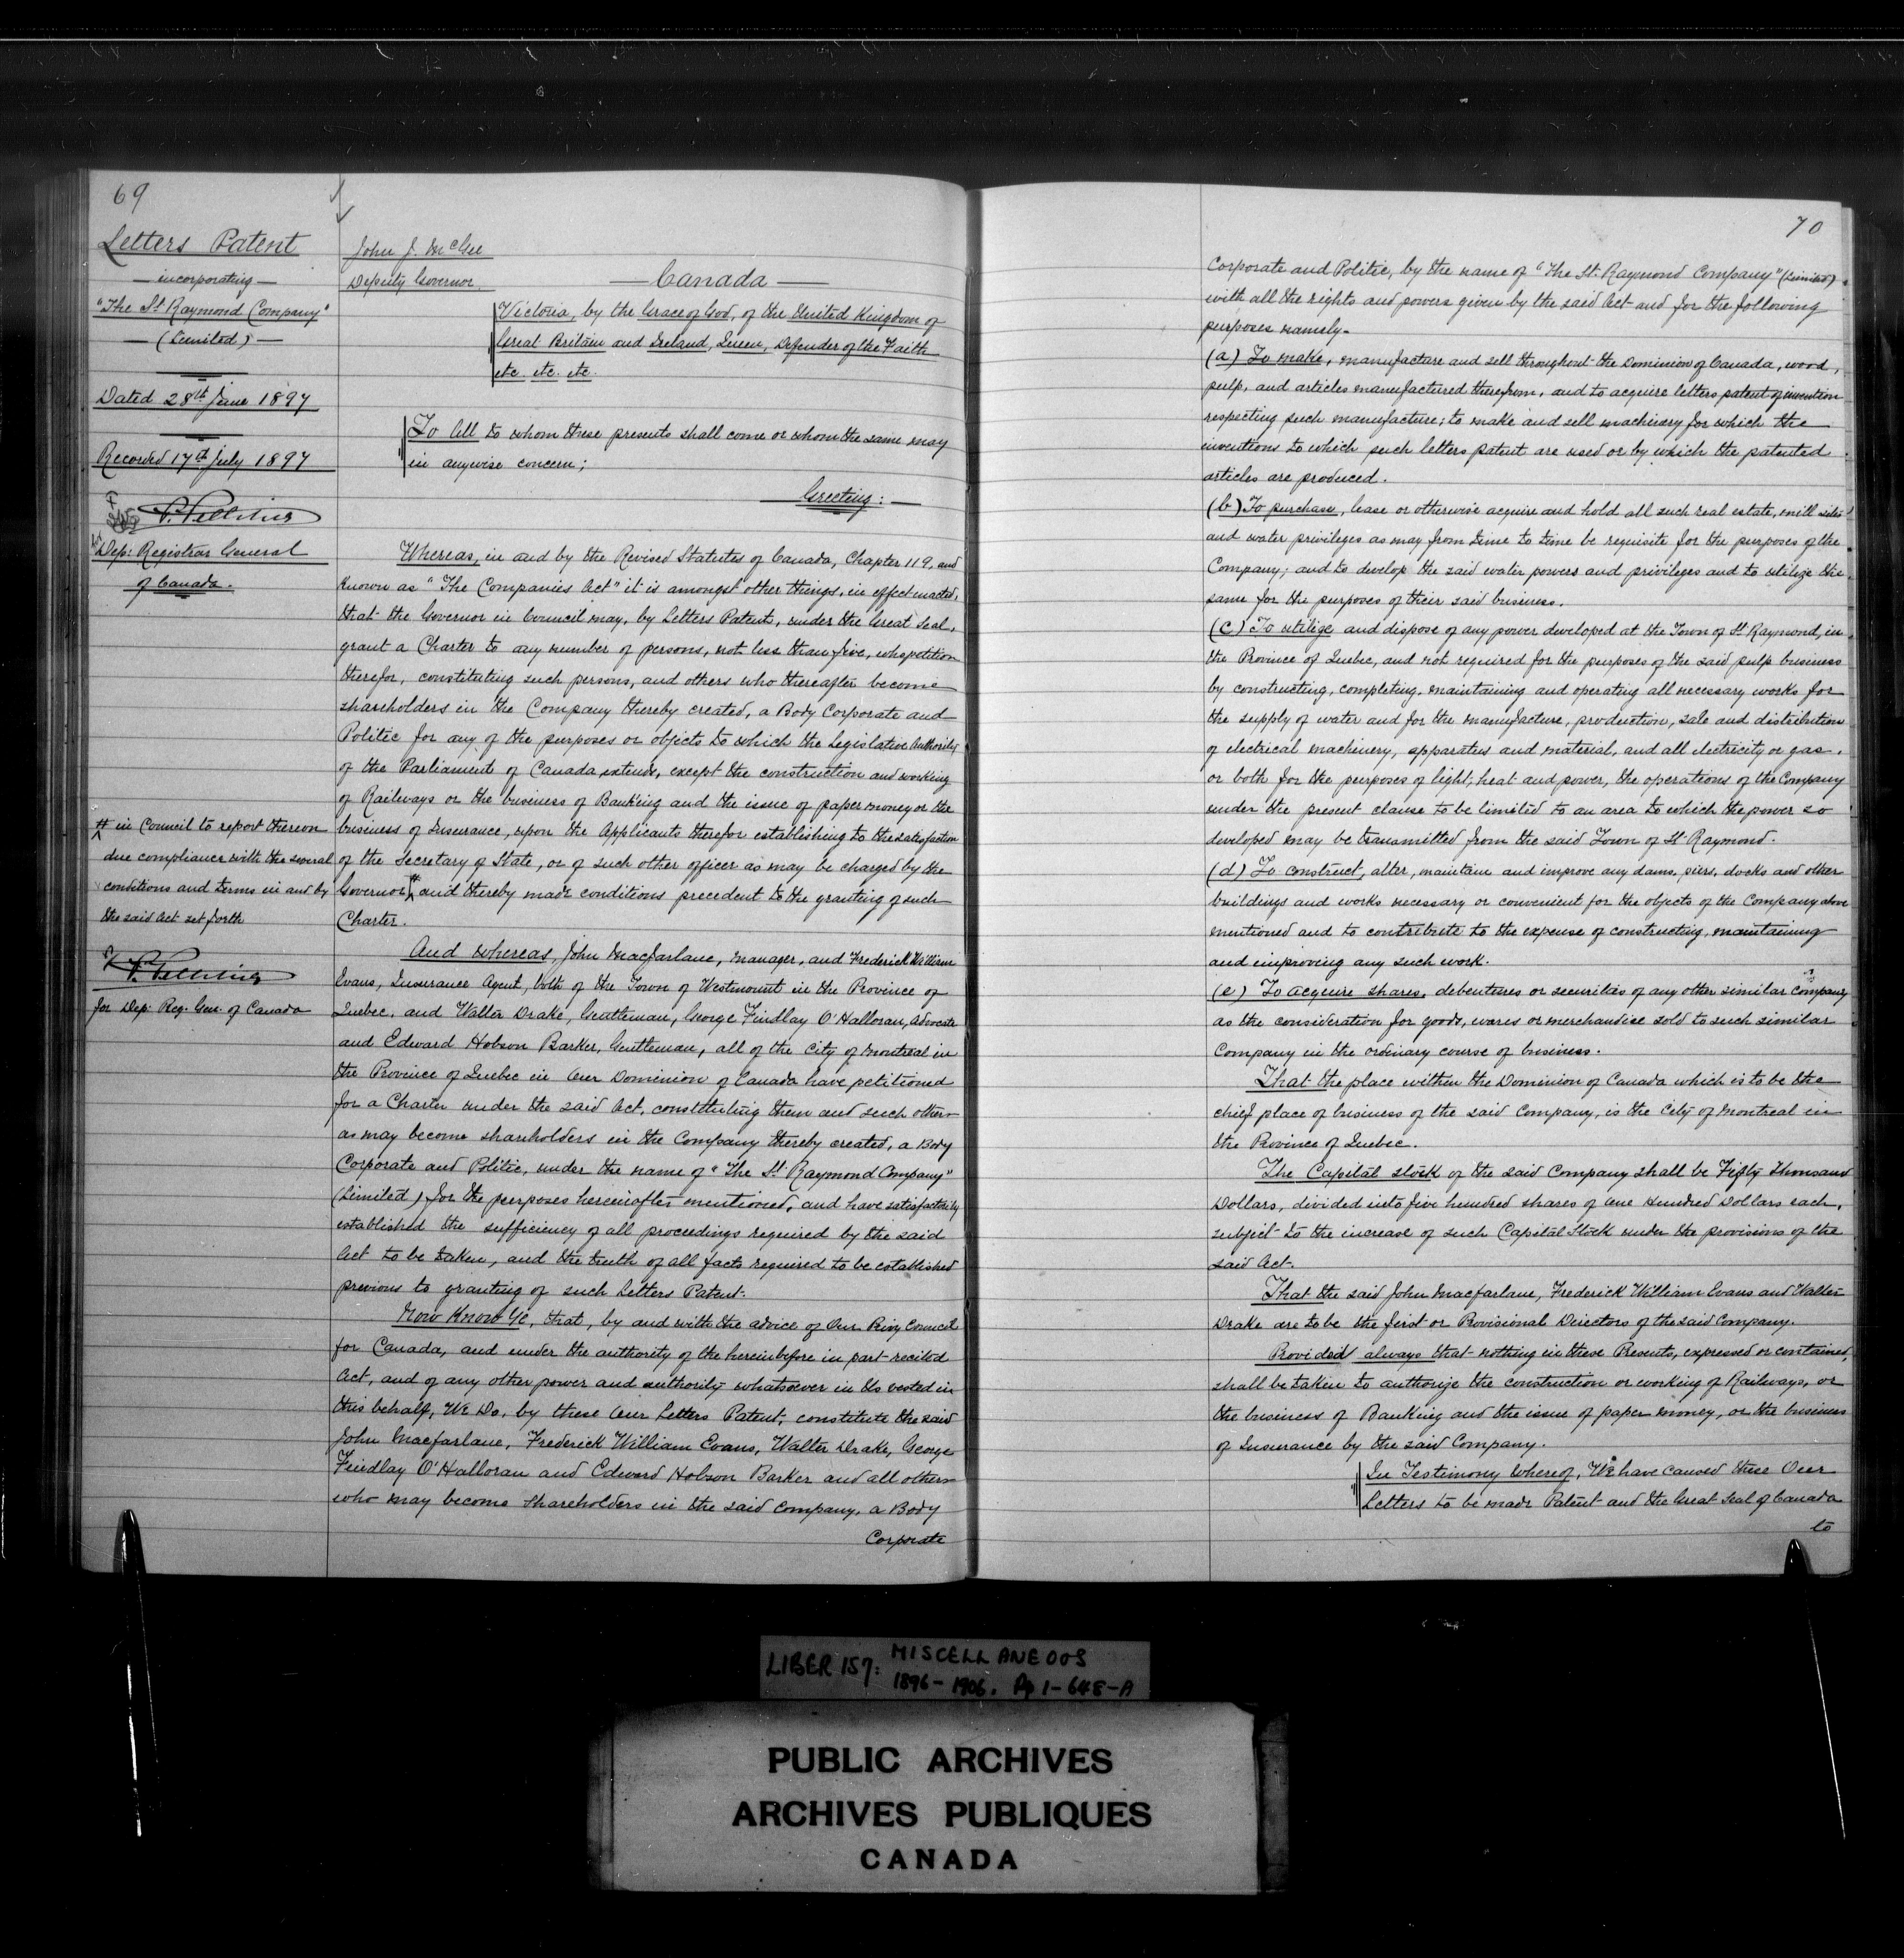 69
Letters Patent
— incorporating —
"The St Raymond Company"
— (Limited) —
Dated 28th June 1897
Recorded 17th July 1897
Dep: Registrar General
of Canada.
# in Council to report thereon
due compliance with the several
conditions and terms in and by
the said Act set forth
for Dep. Reg. Gen. of Canada
John J. McGee
Deputy Governor.
— Canada —
Victoria, by the Grace of God, of the United Kingdom of
Great Britain and Ireland, Queen, Defender of the Faith
etc. etc. etc.
To All to whom these presents shall come or whom the same may
in anywise concern;
Greeting: —
Whereas, in and by the Revised Statutes of Canada, Chapter 119, and
Known as "The Companies Act" it is amongst other things, in effect enacted,
that the Governor in Council may, by Letters Patent, under the Great Seal,
grant a Charter to any number of persons, not less than five, who petition
therefor, constituting such persons, and others who thereafter become
shareholders in the Company thereby created, a Body Corporate and
Politic for any of the purposes or objects to which the Legislative Authority
of the Parliament of Canada extends, except the construction and working
of Railways or the business of Banking and the issue of paper money or the
business of Insurance, upon the Applicants therefor establishing to the satisfaction
of the Secretary of State, or of such other officer as may be charged by the
Governor # and thereby made conditions precedent to the granting of such
Charter.
And whereas, John Macfarlane, Manager, and Frederick William
Evans, Insurance Agent, both of the Town of Westmount in the Province of
Quebec, and Walter Drake, Gentleman, George Findlay O'Halloran, Advocate
and Edward Hobson Barker, Gentleman, all of the City of Montreal in
the Province of Quebec in Our Dominion of Canada have petitioned
for a Charter under the said Act, constituting them and such others
as may become shareholders in the Company thereby created, a Body
Corporate and Politic, under the name of "The St. Raymond Company"
(Limited) for the purposes hereinafter mentioned, and have satisfactorily
established the sufficiency of all proceedings required by the said
Act to be taken, and the truth of all facts required to be established
previous to granting of such Letters Patent.
Now Know Ye, that, by and with the advice of Our Privy Council
for Canada, and under the authority of the hereinbefore in part recited
Act, and of any other power and authority whatsoever in Us vested in
this behalf, We Do, by these Our Letters Patent, constitute the said
John Macfarlane, Frederick William Evans, Walter Drake, George
Findlay O'Halloran and Edward Hobson Barker and all others
who may become shareholders in the said Company, a Body
Corporate
70
Corporate and Politic, by the name of "The St. Raymond Company" (Limited)
with all the rights and powers given by the said Act and for the following
purposes namely.
(a) To make, manufacture and sell throughout the Dominion of Canada, wood,
pulp, and articles manufactured therefrom, and to acquire letters patent of invention
respecting such manufacture; to make and sell machinery for which the
inventions to which such letters patent are used or by which the patented
articles are produced.
(b) To purchase, lease or otherwise acquire and hold all such real estate, mill sites
and water privileges as may from time to time be requisite for the purposes of the
Company; and to develop the said water powers and privileges and to utilize the
same for the purposes of their said business.
(c) To utilize and dispose of any power developed at the Town of St Raymond, in
the Province of Quebec, and not required for the purposes of the said pulp business
by constructing, completing, maintaining and operating all necessary works for
the supply of water and for the manufacture, production, sale and distribution
of electrical machinery, apparatus and material, and all electricity or gas,
or both for the purposes of light, heat and power, the operations of the Company
under the present clause to be limited to an area to which the power so
developed may be transmitted from the said Town of St Raymond.
(d) To construct, alter, maintain and improve any dams, piers, docks and other
buildings and works necessary or convenient for the objects of the Company above
mentioned and to contribute to the expense of constructing, maintaining
and improving any such work.
(e) To acquire shares, debentures or securities of any other similar Company
as the consideration for goods, wares or merchandise sold to such similar
Company in the ordinary course of business.
That the place within the Dominion of Canada which is to be the
chief place of business of the said Company, is the City of Montreal in
the Province of Quebec.
The Capital Stock of the said Company shall be Fifty Thousand
Dollars, divided into five hundred shares of one Hundred Dollars each,
subject to the increase of such Capital Stock under the provisions of the
said Act.
That the said John Macfarlane, Frederick William Evans and Walter
Drake are to be the first or Provisional Directors of the said Company.
Provided always that nothing in these Presents, expressed or contained,
shall be taken to authorize the construction or working of Railways, or
the business of Banking and the issue of paper money, or the business
of Insurance by the said Company.
In Testimony Whereof, We have caused these Our
Letters to be made Patent and the Great Seal of Canada
to
LIBER 157: MISCELLANEOUS
1896-1906. Pp 1-648-A
PUBLIC ARCHIVES
ARCHIVES PUBLIQUES
CANADA